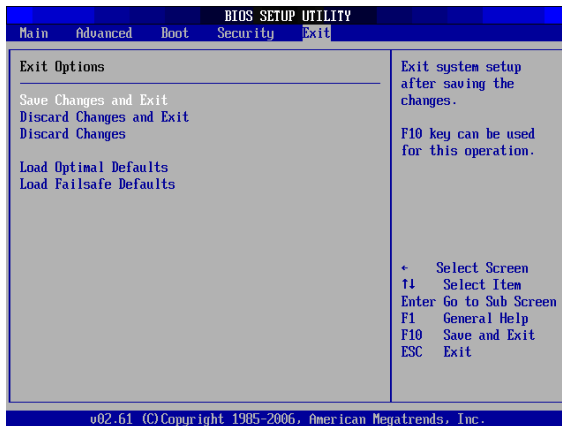 BIOS SETUP UTILITY
Main Advanced Boot Security Exit
Exit Options
Save Changes and Exit
Discard Changes and Exit
Discard Changes
Load Optimal Defaults
Load Failsafe Defaults
Exit system setup
after saving the
changes.
F10 key can be used
for this operation.
← Select Screen
↑↓ Select Item
Enter Go to Sub Screen
F1 General Help
F10 Save and Exit
ESC Exit
v02.61 (C)Copyright 1985-2006, American Megatrends, Inc.